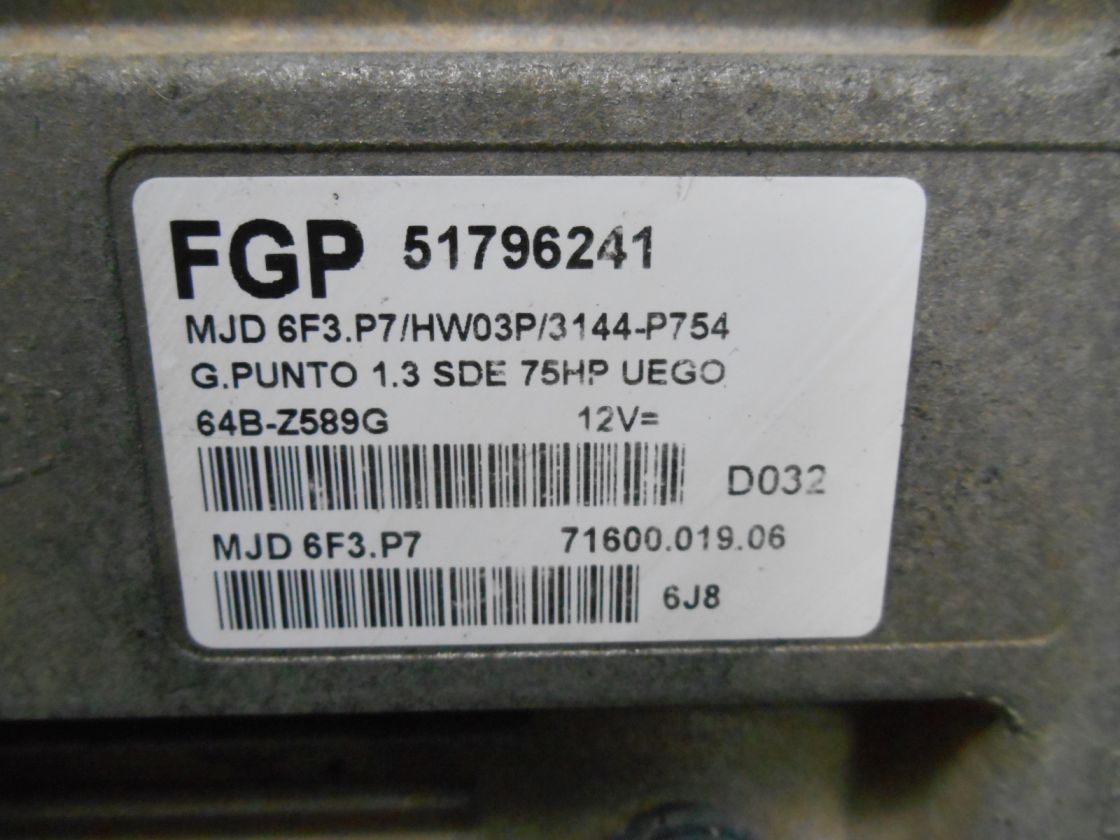 FGP 51796241
MJD 6F3.P7/HW03P/3144-P754
G.PUNTO 1.3 SDE 75HP UEGO
64B-Z589G 12V=
D032
MJD 6F3.P7 71600.019.06
6J8